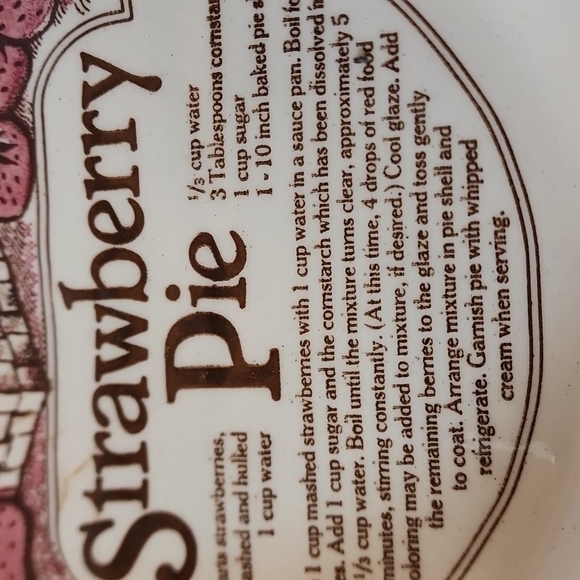 Strawberry
Pie
strawberries,
and hulled
1 cup water
1/3 cup water
3 Tablespoons
1 cup sugar
1 - 10 inch baked pie
1 cup mashed strawberries with 1 cup water in a sauce pan. Boil
Add 1 cup sugar and the cornstarch which has been dissolved in
1/3 cup water. Boil until the mixture turns clear, approximately 5
minutes, stirring constantly. (At this time, 4 drops of red food
coloring may be added to mixture, if desired.) Cool glaze. Add
the remaining berries to the glaze and toss gently
to coat. Arrange mixture in pie shell and
refrigerate. Garnish pie with whipped
cream when serving.